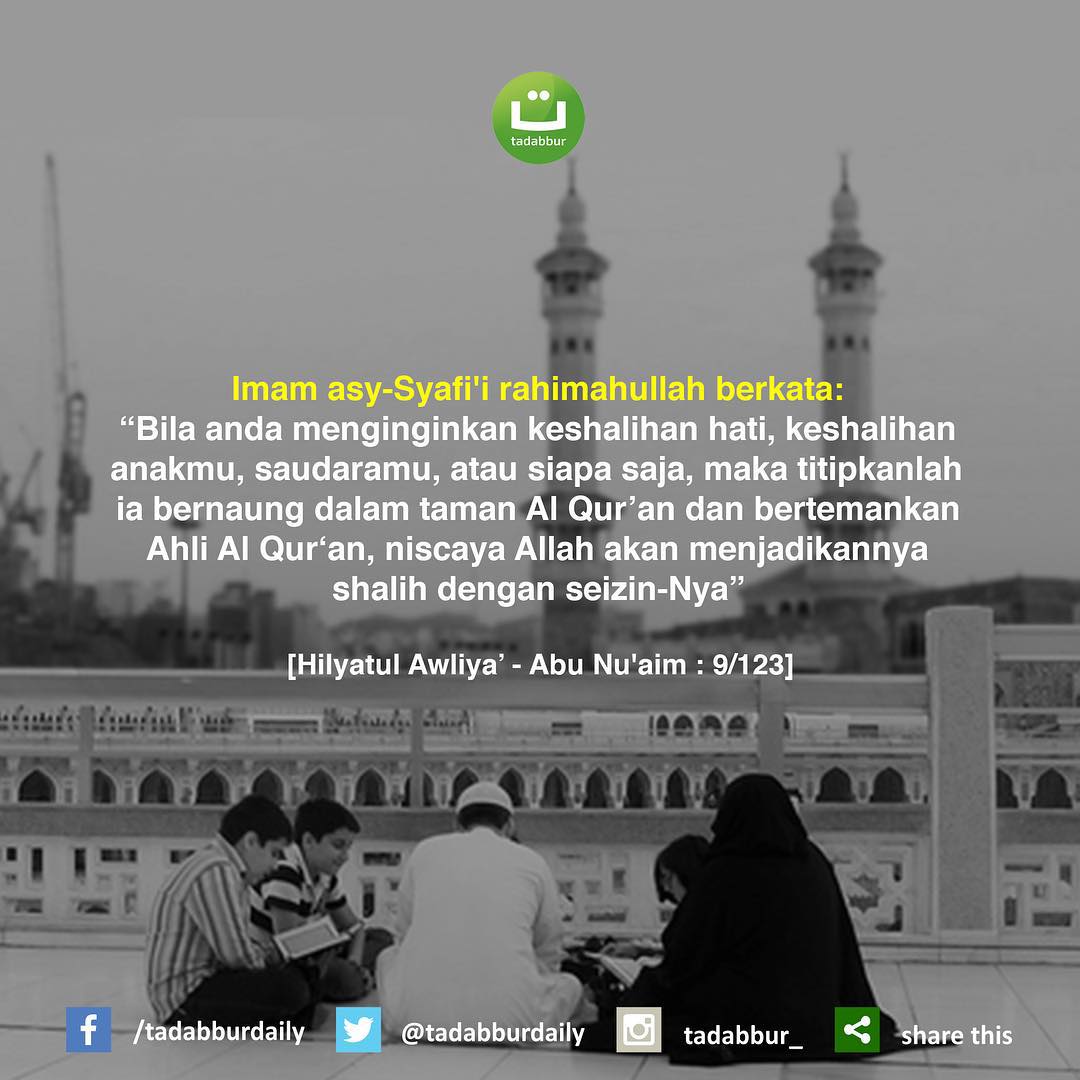 tadabbur
Imam asy-Syafi'i rahimahullah berkata:
“Bila anda menginginkan keshalihan hati, keshalihan
anakmu, saudaramu, atau siapa saja, maka titipkanlah
ia bernaung dalam taman Al Qur’an dan bertemankan
Ahli Al Qur‘an, niscaya Allah akan menjadikannya
shalih dengan seizin-Nya”
[Hilyatul Awliya’ - Abu Nu'aim : 9/123]
/tadabburdaily @tadabburdaily tadabbur_ share this